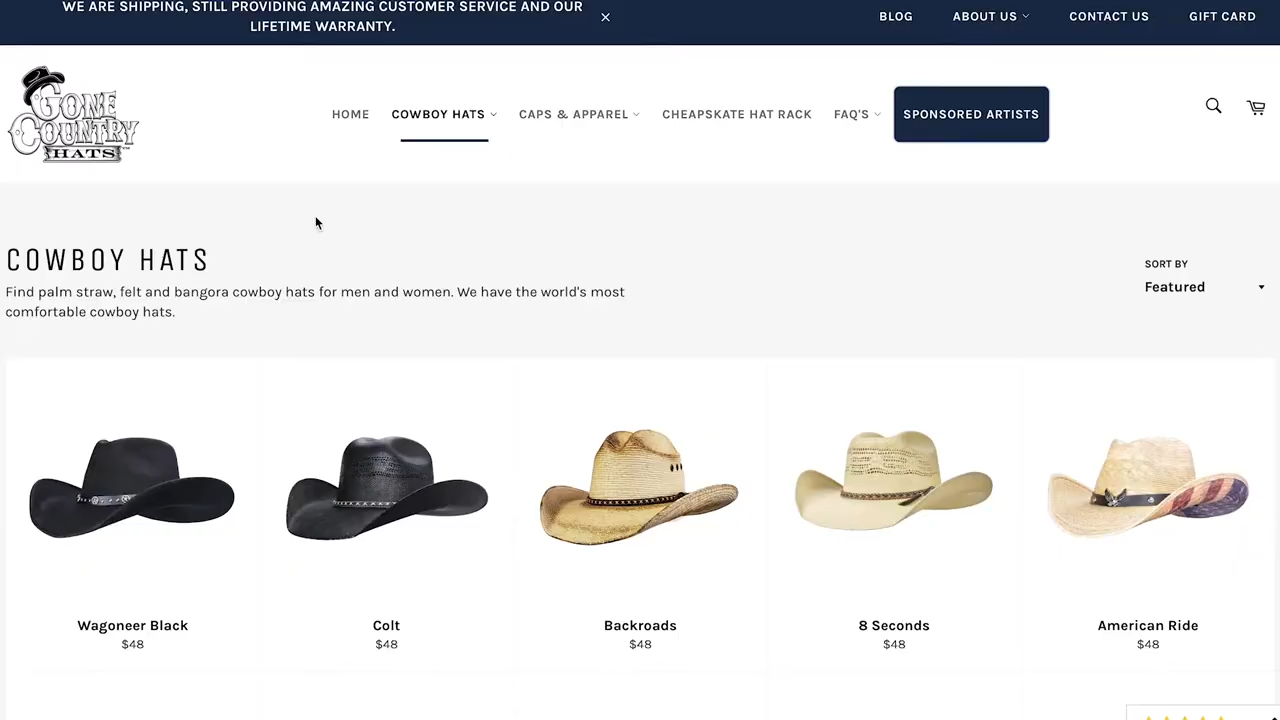 WE ARE SHIPPING, STILL PROVIDING AMAZING CUSTOMER SERVICE AND OUR
LIFETIME WARRANTY.
BLOG
ABOUT US
CONTACT US
GIFT CARD
GONE
COUNTRY
HATS
HOME
COWBOY HATS
CAPS & APPAREL
CHEAPSKATE HAT RACK
FAQ'S
SPONSORED ARTISTS
COWBOY HATS
Find palm straw, felt and bangora cowboy hats for men and women. We have the world's most
comfortable cowboy hats.
SORT BY
Featured
Wagoneer Black
$48
Colt
$48
Backroads
$48
8 Seconds
$48
American Ride
$48